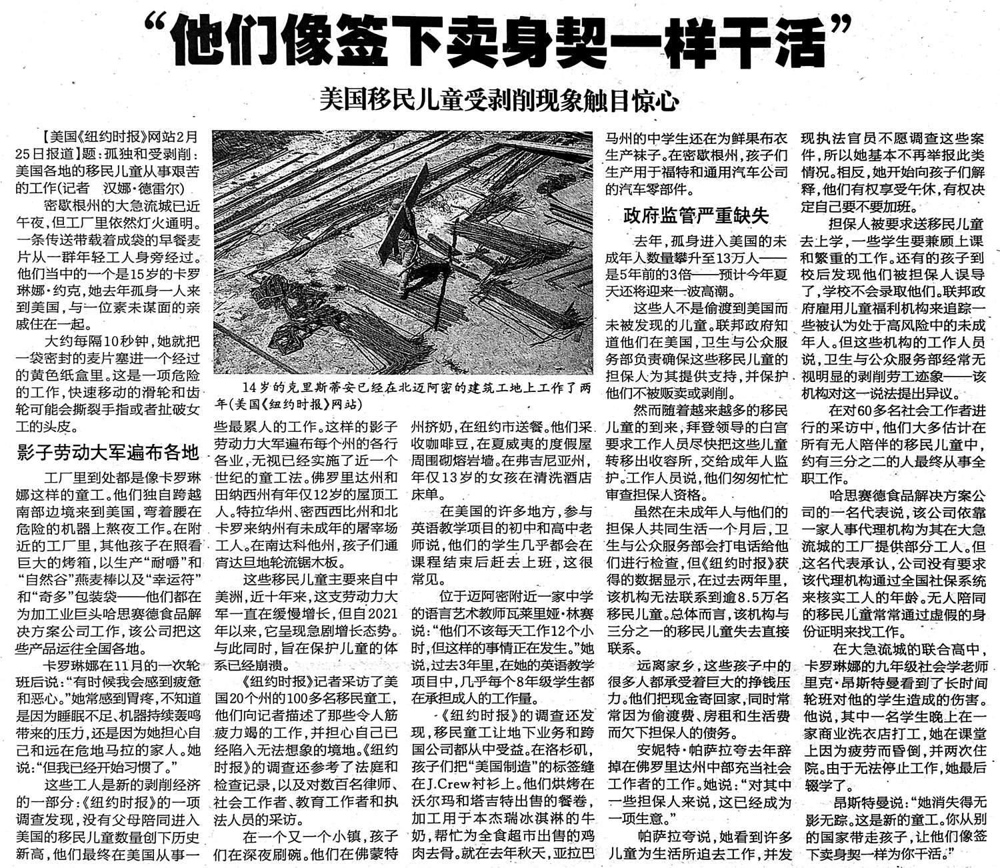 “他们像签下卖身契一样干活”
美国移民儿童受剥削现象触目惊心
【美国《纽约时报》网站2月
25日报道】题：孤独和受剥削：
美国各地的移民儿童从事艰苦
的工作(记者　汉娜·德雷尔)
密歇根州的大急流城已近
午夜，但工厂里依然灯火通明。
一条传送带载着成袋的早餐麦
片从一群年轻工人身旁经过。
他们当中的一个是15岁的卡罗
琳娜·约克，她去年孤身一人来
到美国，与一位素未谋面的亲
戚住在一起。
大约每隔10秒钟，她就把
一袋密封的麦片塞进一个经过
的黄色纸盒里。这是一项危险
的工作，快速移动的滑轮和齿
轮可能会撕裂手指或者扯破女
工的头皮。
影子劳动大军遍布各地
工厂里到处都是像卡罗琳
娜这样的童工。他们独自跨越
南部边境来到美国，弯着腰在
危险的机器上熬夜工作。在附
近的工厂里，其他孩子在照看
巨大的烤箱，以生产“耐嚼”和
“自然谷”燕麦棒以及“幸运符”
和“奇多”包装袋——他们都在
为加工业巨头哈思赛德食品解
决方案公司工作，该公司把这
些产品运往全国各地。
卡罗琳娜在11月的一次轮
班后说：“有时候我会感到疲惫
和恶心。”她常感到胃疼，不知道
是因为睡眠不足、机器持续轰鸣
带来的压力，还是因为她担心自
己和远在危地马拉的家人。她
说：“但我已经开始习惯了。”
这些工人是新的剥削经济
的一部分：《纽约时报》的一项
调查发现，没有父母陪同进入
美国的移民儿童数量创下历史
新高，他们最终在美国从事一
14岁的克里斯蒂安已经在北迈阿密的建筑工地上工作了两
年(美国《纽约时报》网站)
些最累人的工作。这样的影子
劳动力大军遍布每个州的各行
各业，无视已经实施了近一个
世纪的童工法。佛罗里达州和
田纳西州有年仅12岁的屋顶工
人。特拉华州、密西西比州和北
卡罗来纳州有未成年的屠宰场
工人。在南达科他州，孩子们通
宵达旦地轮流锯木板。
这些移民儿童主要来自中
美洲，近十年来，这支劳动力大
军一直在缓慢增长，但自2021
年以来，它呈现急剧增长态势。
与此同时，旨在保护儿童的体
系已经崩溃。
《纽约时报》记者采访了美
国20个州的100多名移民童工，
他们向记者描述了那些令人筋
疲力竭的工作，并担心自己已
经陷入无法想象的境地。《纽约
时报》的调查还参考了法庭和
检查记录，以及对数百名律师、
社会工作者、教育工作者和执
法人员的采访。
在一个又一个小镇，孩子
们在深夜刷碗。他们在佛蒙特
州挤奶，在纽约市送餐。他们采
收咖啡豆，在夏威夷的度假屋
周围砌熔岩墙。在弗吉尼亚州，
年仅13岁的女孩在清洗酒店
床单。
在美国的许多地方，参与
英语教学项目的初中和高中老
师说，他们的学生几乎都会在
课程结束后赶去上班，这很
常见。
位于迈阿密附近一家中学
的语言艺术教师瓦莱里娅·林赛
说：“他们不该每天工作12个小
时，但这样的事情正在发生。”她
说，过去3年里，在她的英语教学
项目中，几乎每个8年级学生都
在承担成人的工作量。
《纽约时报》的调查还发
现，移民童工让地下业务和跨
国公司都从中受益。在洛杉矶，
孩子们把“美国制造”的标签缝
在J.Crew衬衫上。他们烘烤在
沃尔玛和塔吉特出售的餐卷，
加工用于本杰瑞冰淇淋的牛
奶，帮忙为全食超市出售的鸡
肉去骨。就在去年秋天，亚拉巴
马州的中学生还在为鲜果布衣
生产袜子。在密歇根州，孩子们
生产用于福特和通用汽车公司
的汽车零部件。
政府监管严重缺失
去年，孤身进入美国的未
成年人数量攀升至13万人——
是5年前的3倍——预计今年夏
天还将迎来一波高潮。
这些人不是偷渡到美国而
未被发现的儿童。联邦政府知
道他们在美国，卫生与公众服
务部负责确保这些移民儿童的
担保人为其提供支持，并保护
他们不被贩卖或剥削。
然而随着越来越多的移民
儿童的到来，拜登领导的白宫
要求工作人员尽快把这些儿童
转移出收容所，交给成年人监
护。工作人员说，他们匆匆忙忙
审查担保人资格。
虽然在未成年人与他们的
担保人共同生活一个月后，卫
生与公众服务部会打电话给他
们进行检查，但《纽约时报》获
得的数据显示，在过去两年里，
该机构无法联系到逾8.5万名
移民儿童。总体而言，该机构与
三分之一的移民儿童失去直接
联系。
远离家乡，这些孩子中的
很多人都承受着巨大的挣钱压
力。他们把现金寄回家，同时常
常因为偷渡费、房租和生活费
而欠下担保人的债务。
安妮特·帕萨拉夸去年辞
掉在佛罗里达州中部充当社会
工作者的工作。她说：“对其中
一些担保人来说，这已经成为
一项生意。”
帕萨拉夸说，她看到许多
儿童为生活所迫去工作，并发
现执法官员不愿调查这些案
件，所以她基本不再举报此类
情况。相反，她开始向孩子们解
释，他们有权享受午休，有权决
定自己要不要加班。
担保人被要求送移民儿童
去上学，一些学生要兼顾上课
和繁重的工作。还有的孩子到
校后发现他们被担保人误导
了，学校不会录取他们。联邦政
府雇用儿童福利机构来追踪一
些被认为处于高风险中的未成
年人。但这些机构的工作人员
说，卫生与公众服务部经常无
视明显的剥削劳工迹象——该
机构对这一说法提出异议。
在对60多名社会工作者进
行的采访中，他们大多估计在
所有无人陪伴的移民儿童中，
约有三分之二的人最终从事全
职工作。
哈思赛德食品解决方案公
司的一名代表说，该公司依靠
一家人事代理机构为其在大急
流城的工厂提供部分工人。但
这名代表承认，公司没有要求
该代理机构通过全国社保系统
来核实工人的年龄。无人陪同
的移民儿童常常通过虚假的身
份证明来找工作。
在大急流城的联合高中，
卡罗琳娜的九年级社会学老师
里克·昂斯特曼看到了长时间
轮班对他的学生造成的伤害。
他说，其中一名学生晚上在一
家商业洗衣店打工，她在课堂
上因为疲劳而昏倒，并两次住
院。由于无法停止工作，她最后
辍学了。
昂斯特曼说：“她消失得无
影无踪。这是新的童工。你从别
的国家带走孩子，让他们像签
下卖身契一样为你干活。”